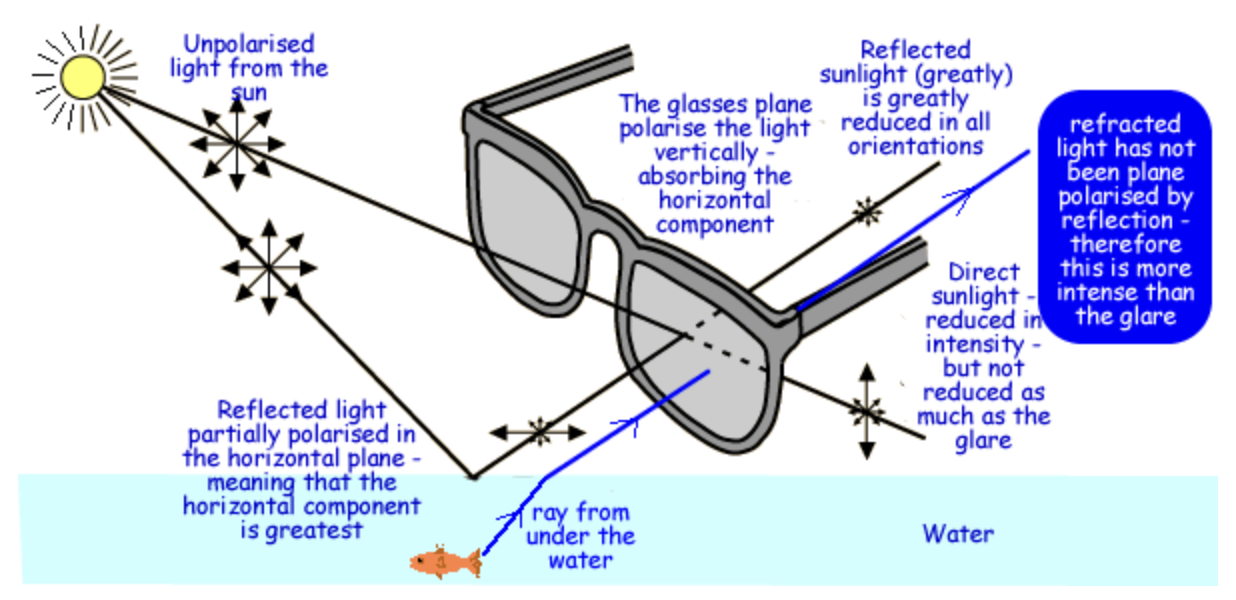 Unpolarised
light from the
sun
The glasses plane
polarise the light
vertically -
absorbing the
horizontal
component
Reflected
sunlight (greatly)
is greatly
reduced in all
orientations
refracted
light has not
been plane
polarised by
reflection -
therefore
this is more
intense than
the glare
Direct
sunlight -
reduced in
intensity -
but not
reduced as
much as the
glare
Reflected light
partially polarised in
the horizontal plane -
meaning that the
horizontal component
is greatest
ray from
under the
water
Water